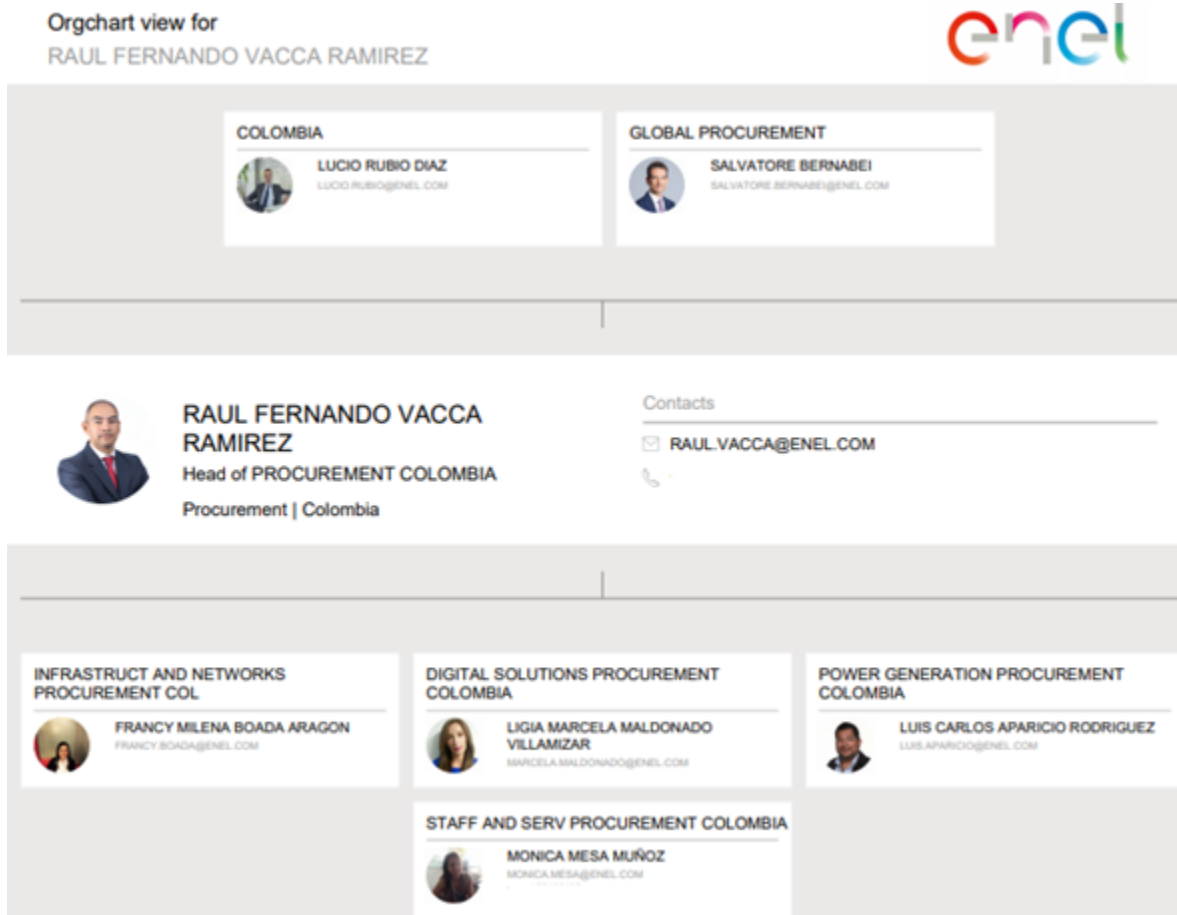 Orgchart view for
RAUL FERNANDO VACCA RAMIREZ
enel
COLOMBIA
LUCIO RUBIO DIAZ
LUCIO.RUBIO@ENEL.COM
GLOBAL PROCUREMENT
SALVATORE BERNABEI
SALVATORE.BERNABEI@ENEL.COM
RAUL FERNANDO VACCA
RAMIREZ
Head of PROCUREMENT COLOMBIA
Procurement | Colombia
Contacts
RAUL.VACCA@ENEL.COM
INFRASTRUCT AND NETWORKS
PROCUREMENT COL
FRANCY MILENA BOADA ARAGON
FRANCY.BOADA@ENEL.COM
DIGITAL SOLUTIONS PROCUREMENT
COLOMBIA
LIGIA MARCELA MALDONADO
VILLAMIZAR
MARCELA.MALDONADO@ENEL.COM
POWER GENERATION PROCUREMENT
COLOMBIA
LUIS CARLOS APARICIO RODRIGUEZ
LUIS.APARICIO@ENEL.COM
STAFF AND SERV PROCUREMENT COLOMBIA
MONICA MESA MUÑOZ
MONICA.MESA@ENEL.COM